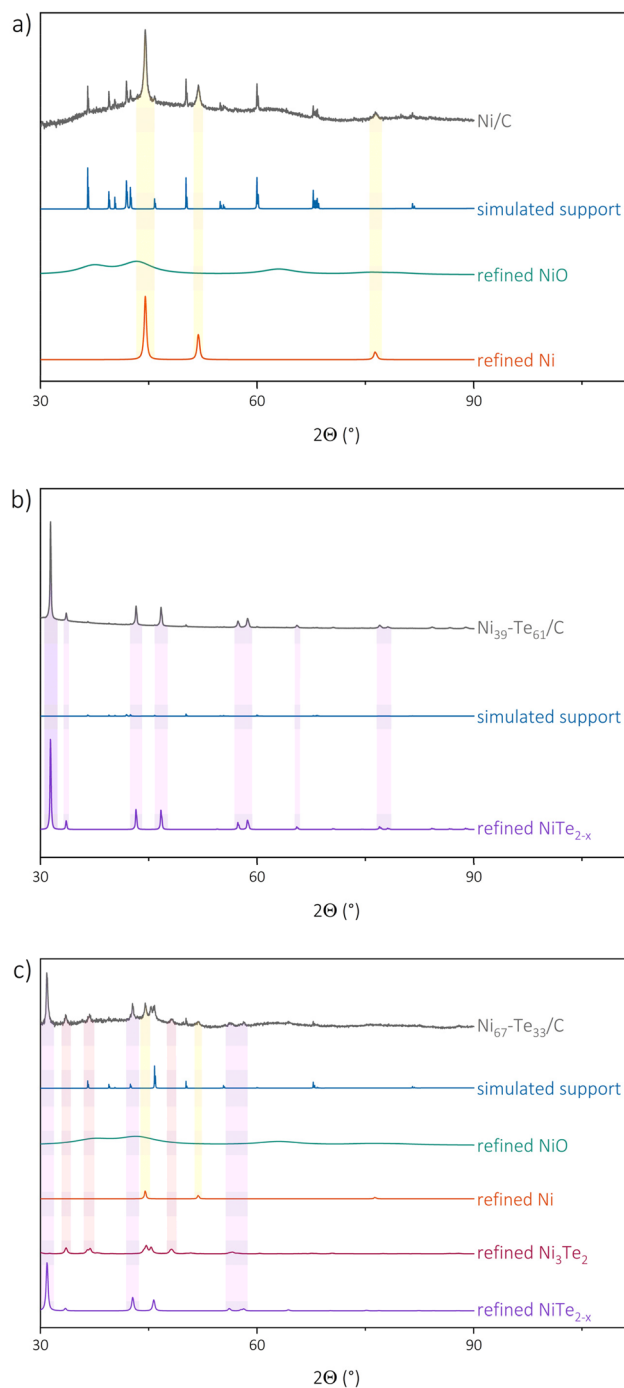 a)
Ni/C
simulated support
refined NiO
refined Ni
30 60 90
2Θ (°)
b)
Ni₃₉-Te₆₁/C
simulated support
refined NiTe₂₋ₓ
30 60 90
2Θ (°)
c)
Ni₆₇-Te₃₃/C
simulated support
refined NiO
refined Ni
refined Ni₃Te₂
refined NiTe₂₋ₓ
30 60 90
2Θ (°)